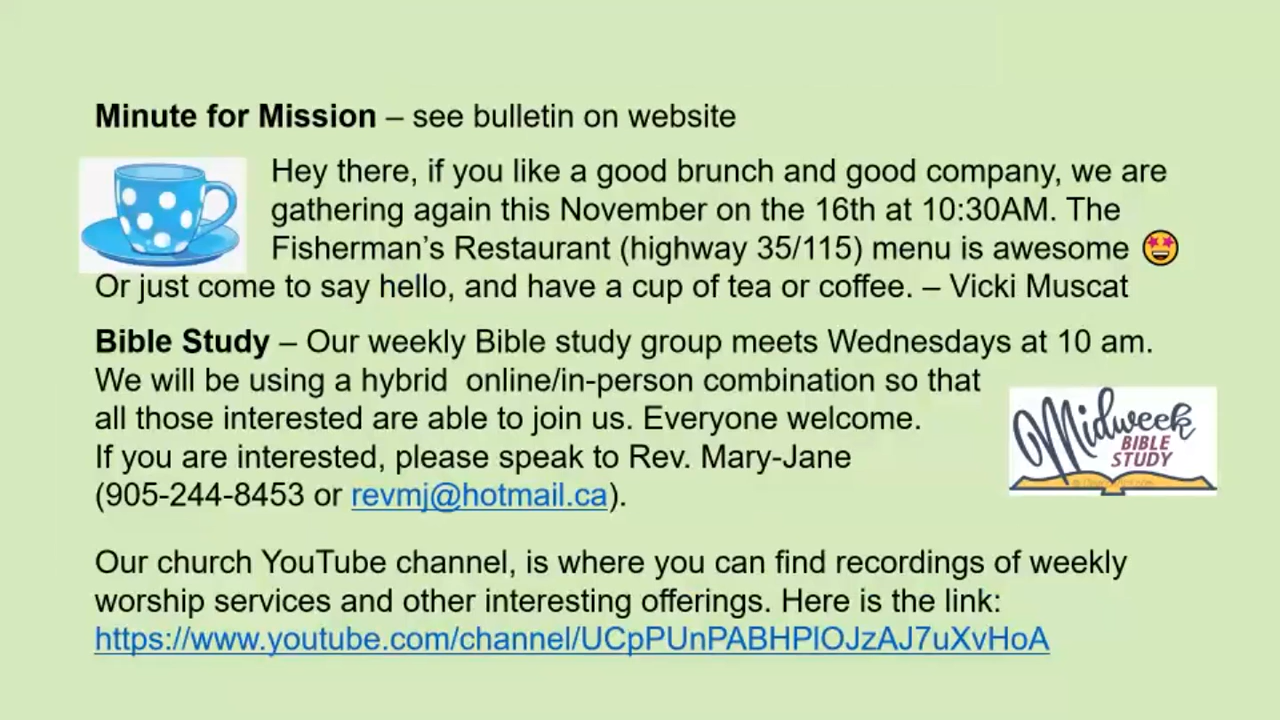 Minute for Mission – see bulletin on website
Hey there, if you like a good brunch and good company, we are
gathering again this November on the 16th at 10:30AM. The
Fisherman’s Restaurant (highway 35/115) menu is awesome 🤩
Or just come to say hello, and have a cup of tea or coffee. – Vicki Muscat
Bible Study – Our weekly Bible study group meets Wednesdays at 10 am.
We will be using a hybrid  online/in-person combination so that
all those interested are able to join us. Everyone welcome.
If you are interested, please speak to Rev. Mary-Jane
(905-244-8453 or revmj@hotmail.ca).
Midweek
BIBLE
STUDY
Our church YouTube channel, is where you can find recordings of weekly
worship services and other interesting offerings. Here is the link:
https://www.youtube.com/channel/UCpPUnPABHPlOJzAJ7uXvHoA